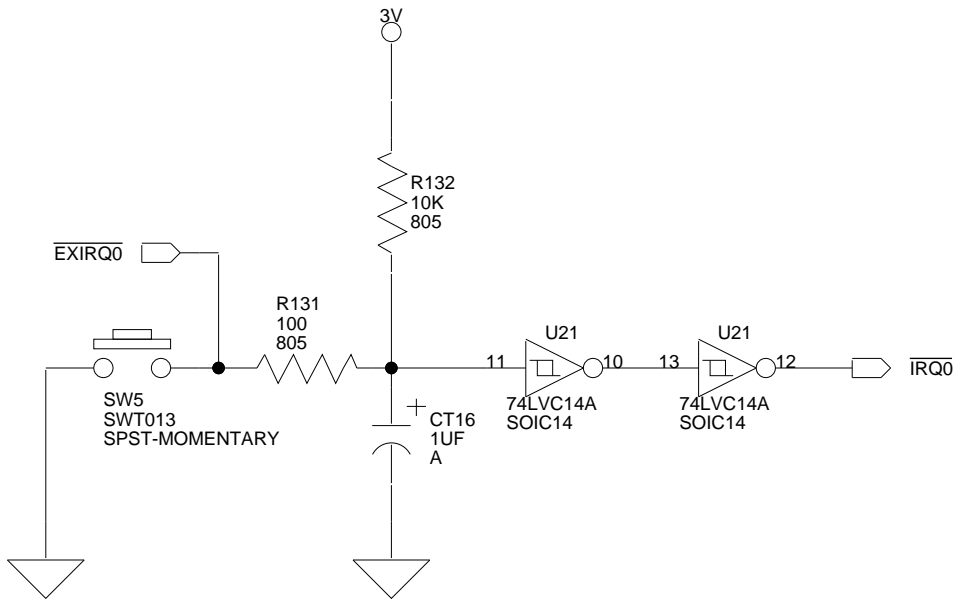 3V
R132
10K
805
EXIRQ0
R131
100
805
SW5
SWT013
SPST-MOMENTARY
+
CT16
1UF
A
U21
11
10
74LVC14A
SOIC14
U21
13
12
74LVC14A
SOIC14
IRQ0